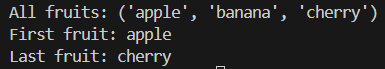 All fruits: ('apple', 'banana', 'cherry')
First fruit: apple
Last fruit: cherry